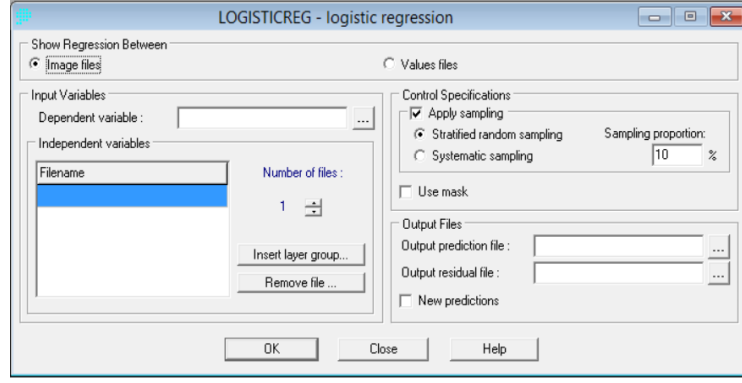 LOGISTICREG - logistic regression
Show Regression Between
Image files
Values files
Input Variables
Dependent variable :
...
Independent variables
Filename
Number of files :
1
Insert layer group...
Remove file ...
Control Specifications
Apply sampling
Stratified random sampling
Systematic sampling
Sampling proportion:
10 %
Use mask
Output Files
Output prediction file :
...
Output residual file :
...
New predictions
OK
Close
Help